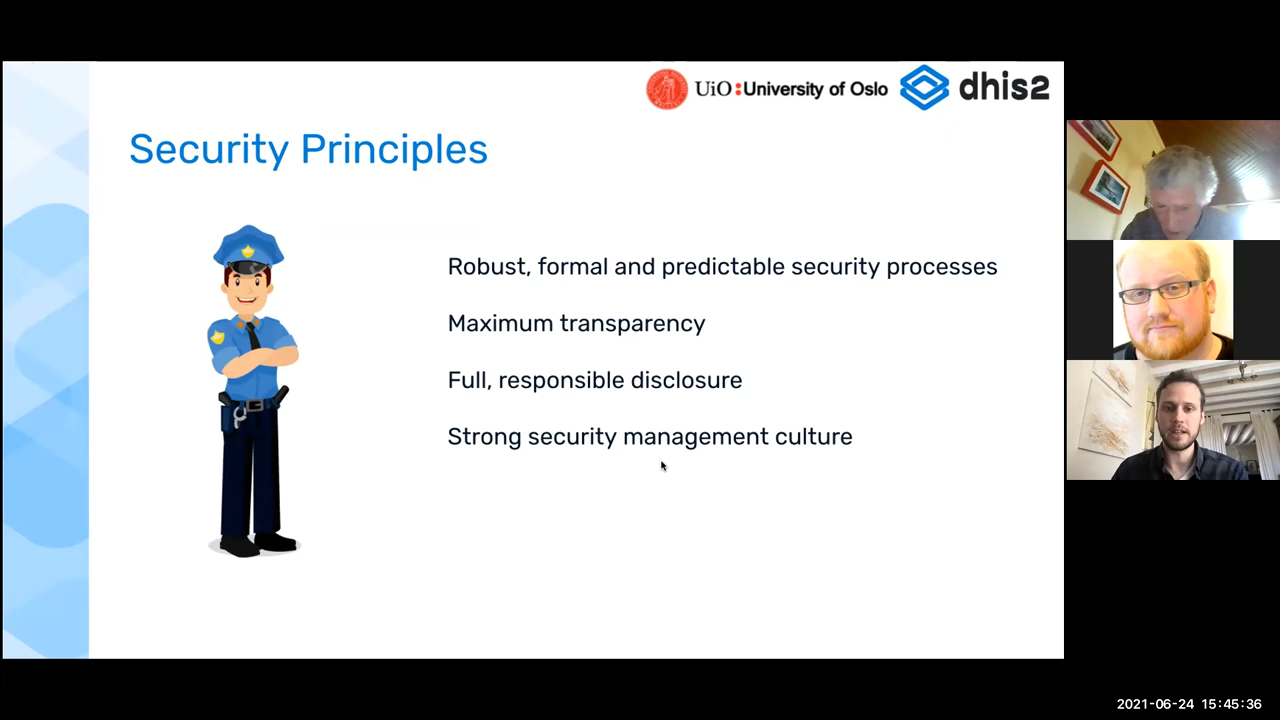 UiO:University of Oslo
dhis2
Security Principles
Robust, formal and predictable security processes
Maximum transparency
Full, responsible disclosure
Strong security management culture
2021-06-24 15:45:36